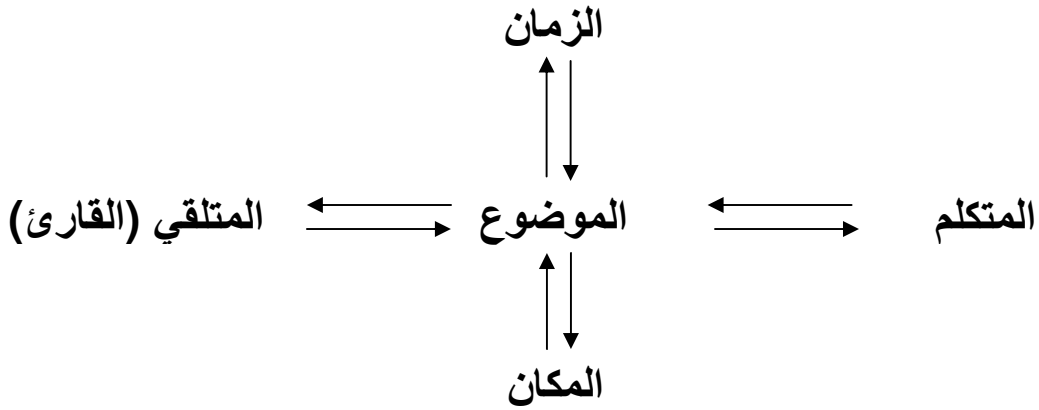 الزمان
المتكلم
الموضوع
المتلقي (القارئ)
المكان